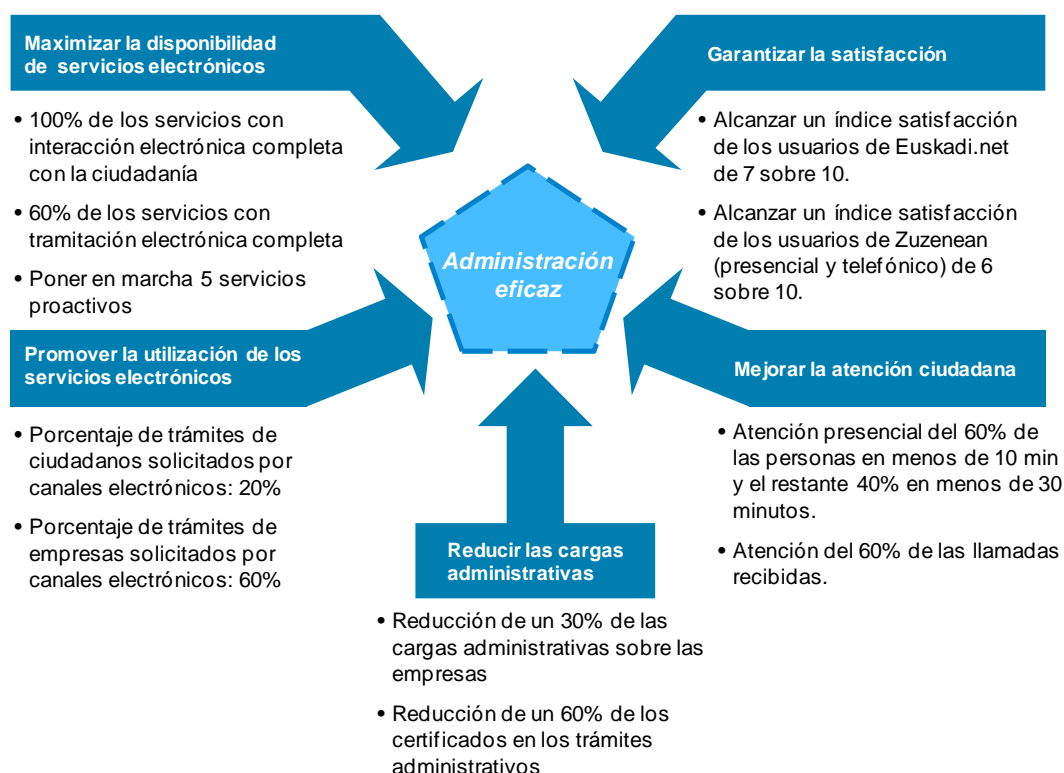 Maximizar la disponibilidad
de servicios electrónicos
• 100% de los servicios con
interacción electrónica completa
con la ciudadanía
• 60% de los servicios con
tramitación electrónica completa
• Poner en marcha 5 servicios
proactivos
Garantizar la satisfacción
• Alcanzar un índice satisfacción
de los usuarios de Euskadi.net
de 7 sobre 10.
• Alcanzar un índice satisfacción
de los usuarios de Zuzenean
(presencial y telefónico) de 6
sobre 10.
Administración
eficaz
Promover la utilización de los
servicios electrónicos
• Porcentaje de trámites de
ciudadanos solicitados por
canales electrónicos: 20%
• Porcentaje de trámites de
empresas solicitados por
canales electrónicos: 60%
Mejorar la atención ciudadana
• Atención presencial del 60% de
las personas en menos de 10 min
y el restante 40% en menos de 30
minutos.
• Atención del 60% de las llamadas
recibidas.
Reducir las cargas
administrativas
• Reducción de un 30% de las
cargas administrativas sobre las
empresas
• Reducción de un 60% de los
certificados en los trámites
administrativos